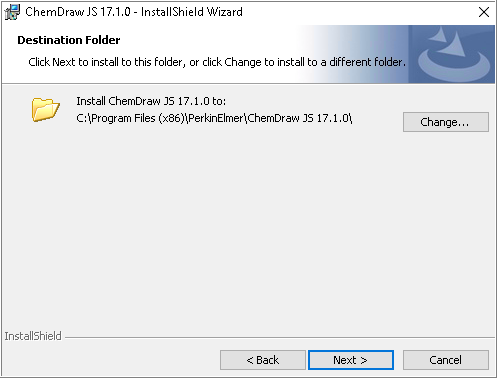 ChemDraw JS 17.1.0 - InstallShield Wizard
Destination Folder
Click Next to install to this folder, or click Change to install to a different folder.
Install ChemDraw JS 17.1.0 to:
C:\Program Files (x86)\PerkinElmer\ChemDraw JS 17.1.0\
Change...
InstallShield
< Back
Next >
Cancel